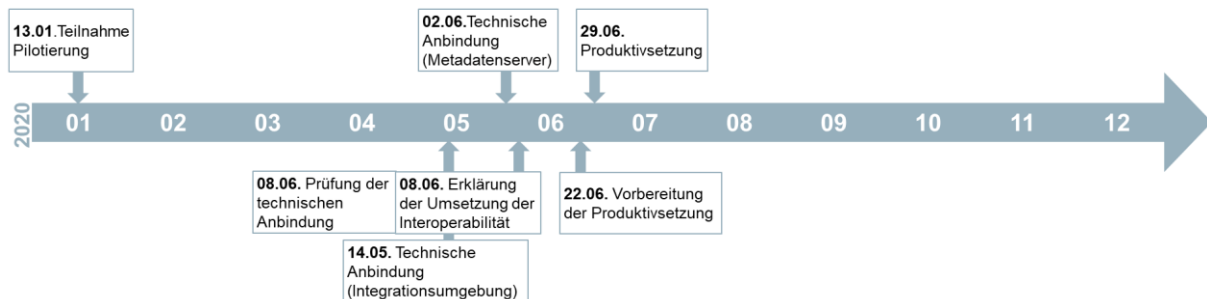 13.01.Teilnahme
Pilotierung
02.06.Technische
Anbindung
(Metadatenserver)
29.06.
Produktivsetzung
2020
01 02 03 04 05 06 07 08 09 10 11 12
08.06. Prüfung der
technischen
Anbindung
08.06. Erklärung
der Umsetzung der
Interoperabilität
22.06. Vorbereitung
der Produktivsetzung
14.05. Technische
Anbindung
(Integrationsumgebung)